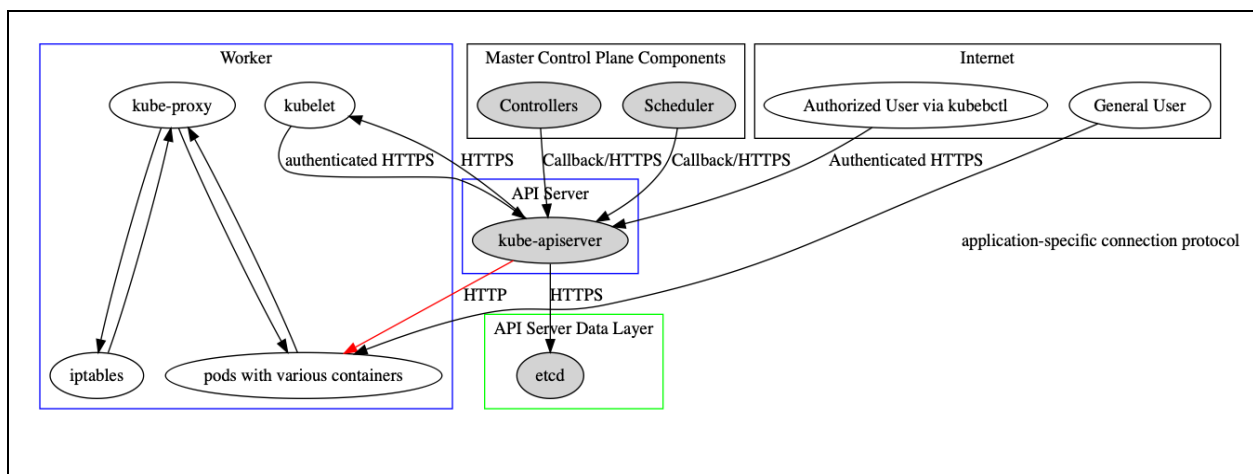 Worker
Master Control Plane Components
Internet
kube-proxy
kubelet
Controllers
Scheduler
Authorized User via kubebctl
General User
authenticated HTTPS
HTTPS
Callback/HTTPS
Callback/HTTPS
Authenticated HTTPS
API Server
kube-apiserver
application-specific connection protocol
HTTP
HTTPS
API Server Data Layer
iptables
pods with various containers
etcd